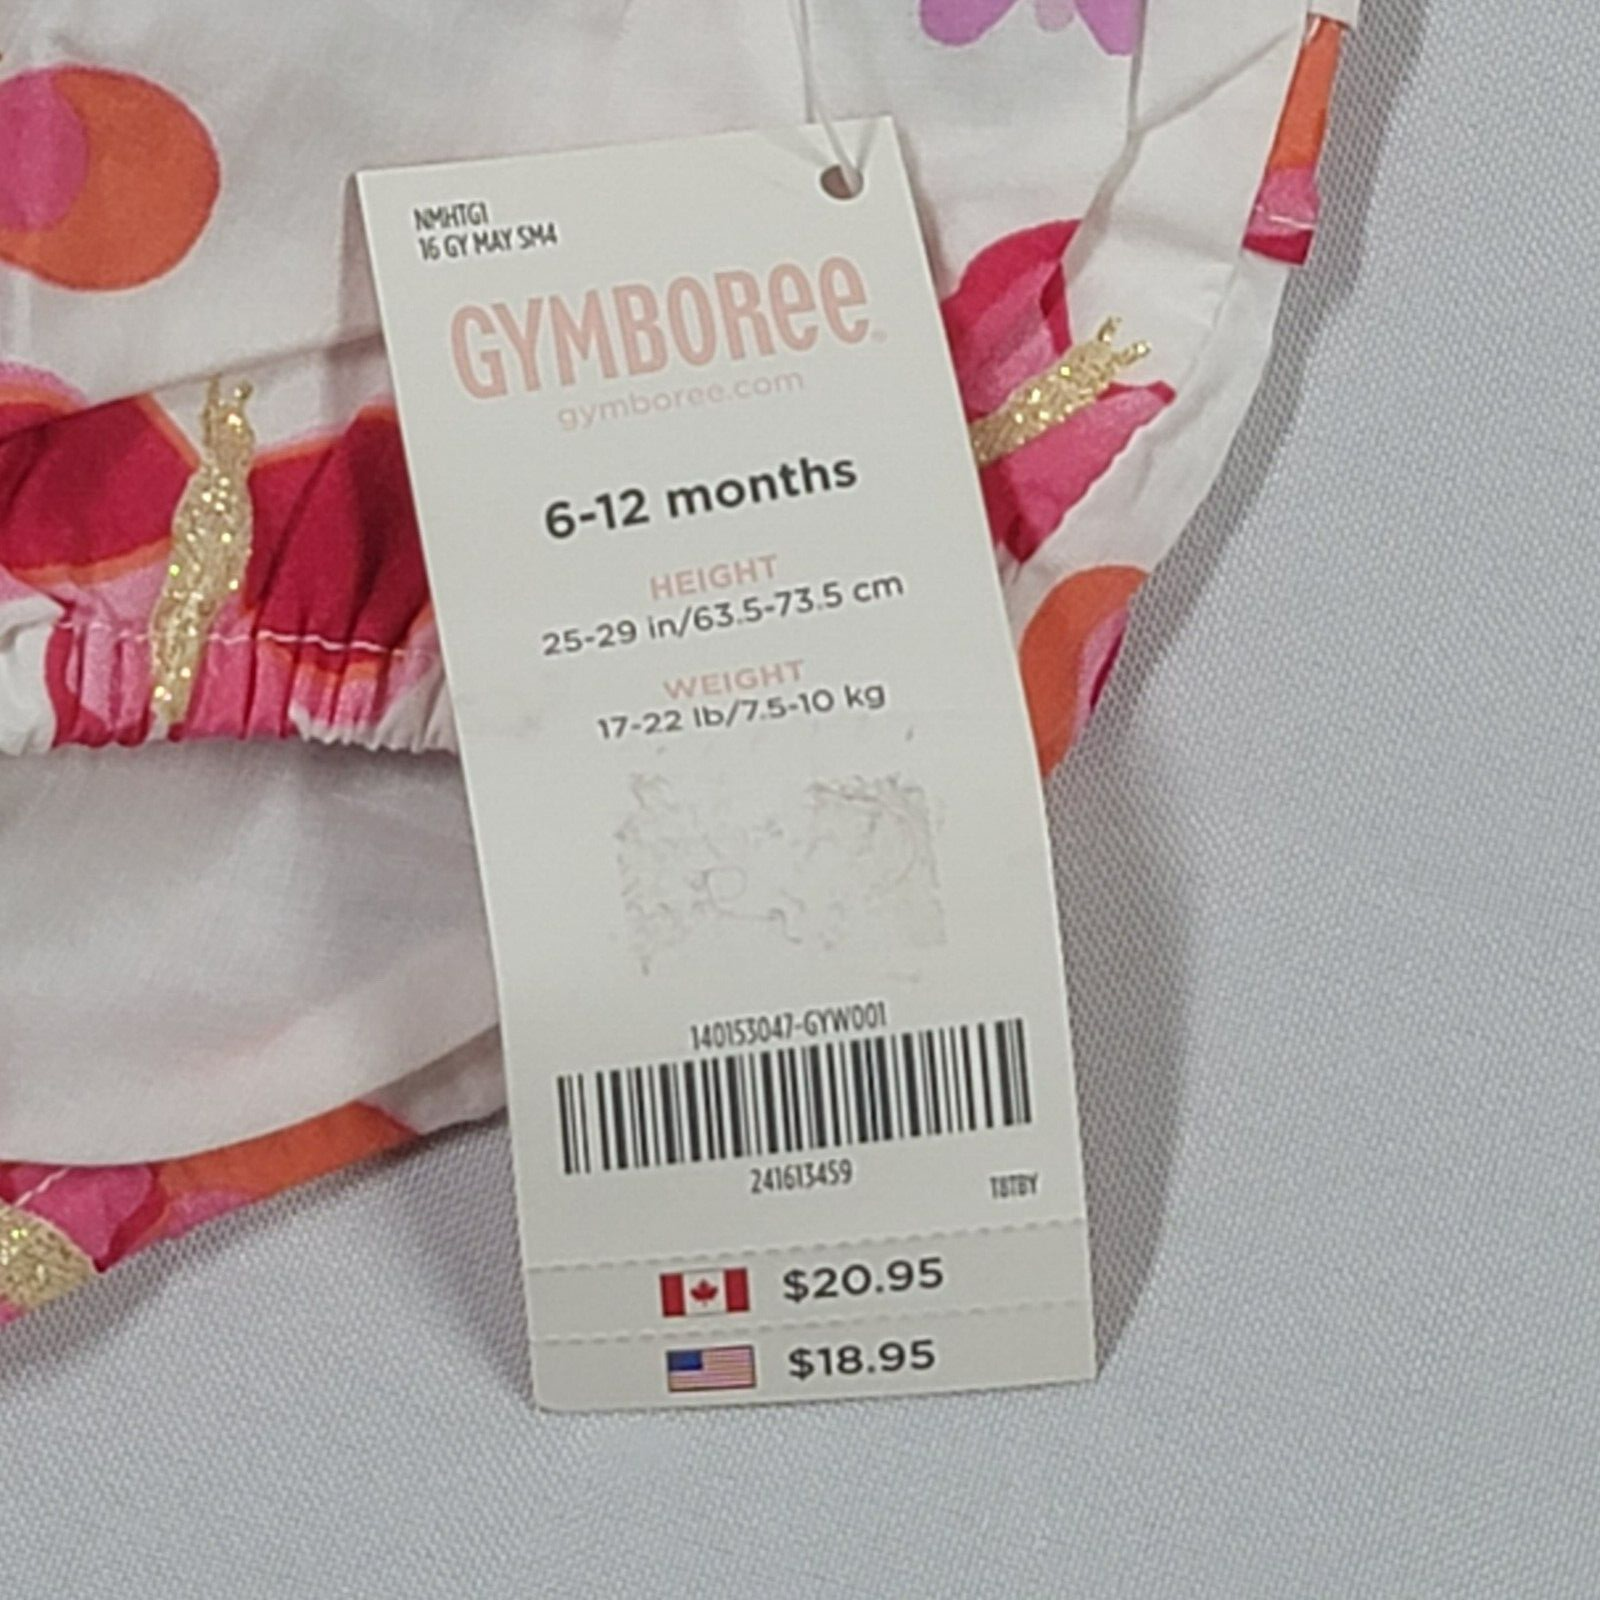 NMHTG1
16 GY MAY SM4
GYMBOREE®
gymboree.com
6-12 months
HEIGHT
25-29 in/63.5-73.5 cm
WEIGHT
17-22 lb/7.5-10 kg
140153047-GYW001
241613459
T8TBY
$20.95
$18.95